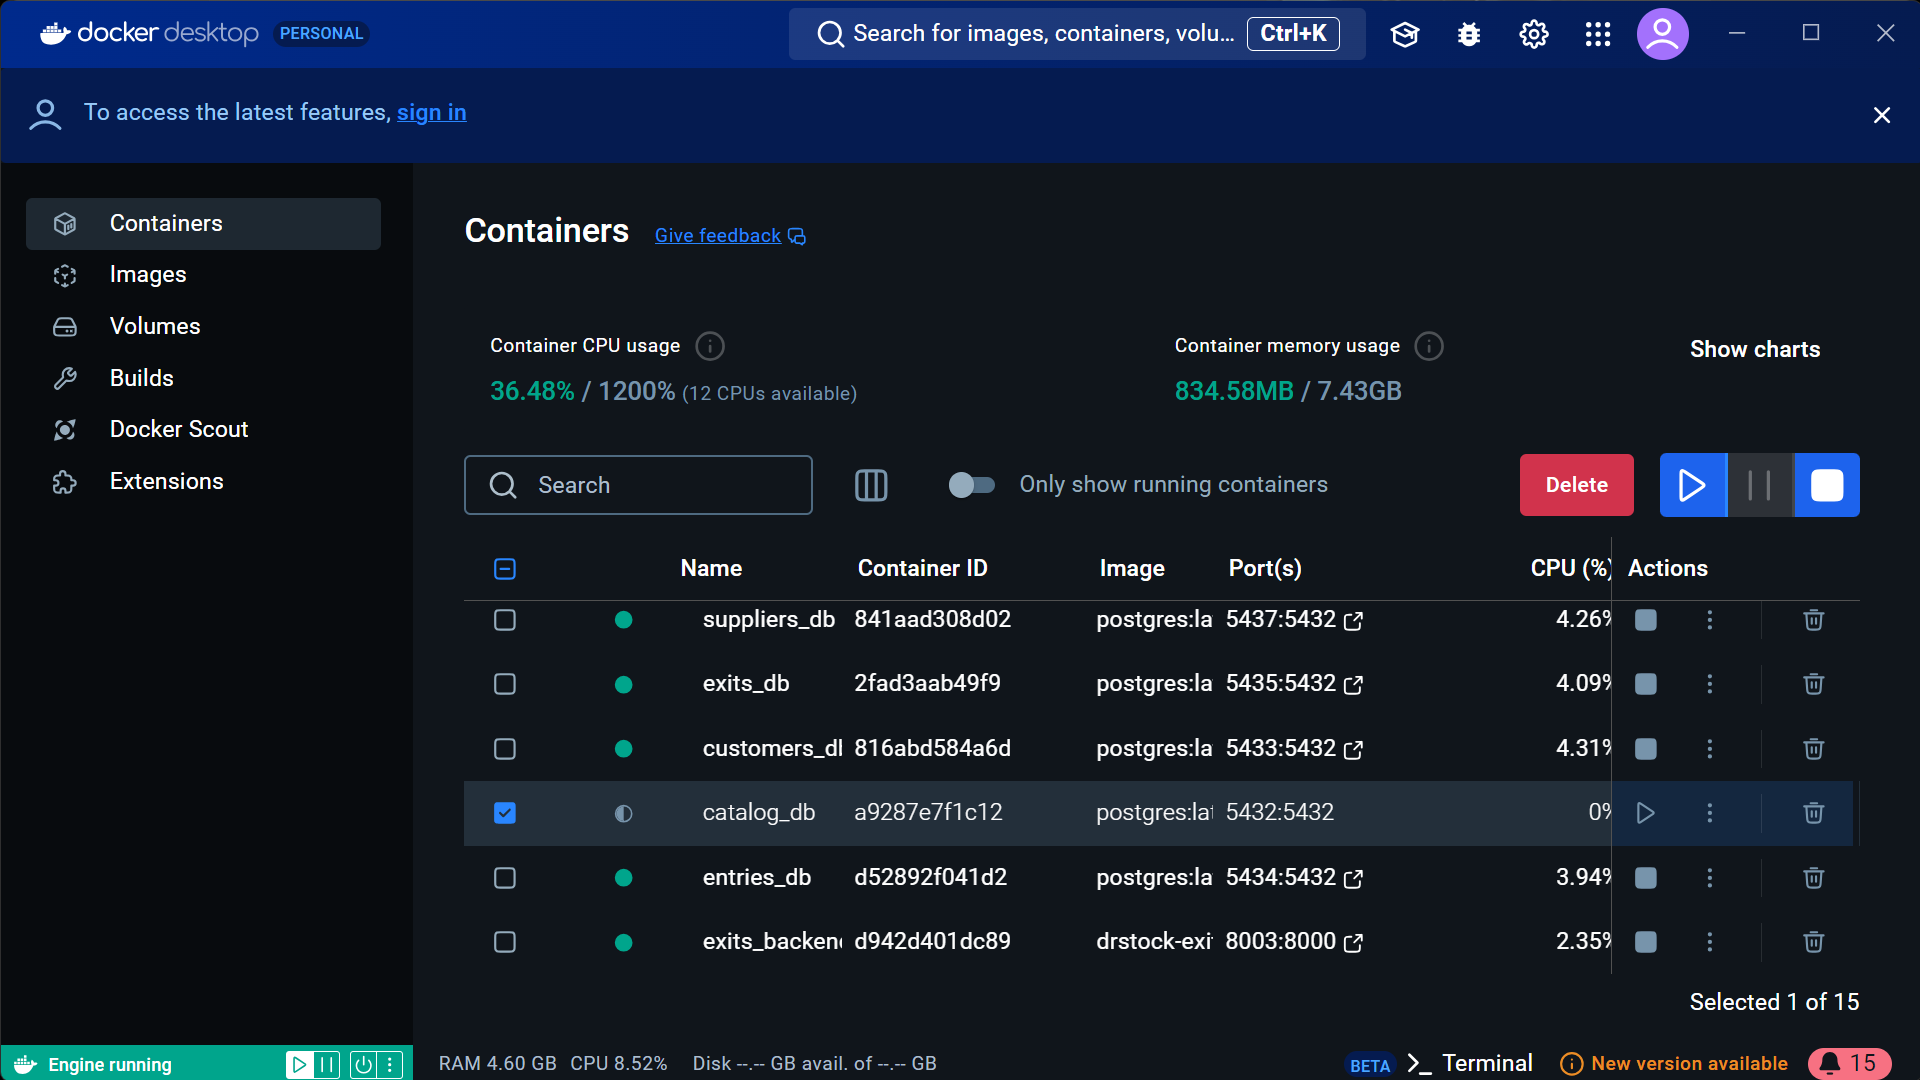 docker desktop PERSONAL
Search for images, containers, volu... Ctrl+K
To access the latest features, sign in
Containers
Images
Volumes
Builds
Docker Scout
Extensions
Containers Give feedback
Container CPU usage
36.48% / 1200% (12 CPUs available)
Container memory usage
834.58MB / 7.43GB
Show charts
Search
Only show running containers
Delete
Name Container ID Image Port(s) CPU (%) Actions
suppliers_db 841aad308d02 postgres:la 5437:5432 4.26%
exits_db 2fad3aab49f9 postgres:la 5435:5432 4.09%
customers_d 816abd584a6d postgres:la 5433:5432 4.31%
catalog_db a9287e7f1c12 postgres:lat 5432:5432 0%
entries_db d52892f041d2 postgres:la 5434:5432 3.94%
exits_backen d942d401dc89 drstock-exi 8003:8000 2.35%
Selected 1 of 15
Engine running
RAM 4.60 GB CPU 8.52% Disk --.-- GB avail. of --.-- GB
BETA Terminal
New version available
15